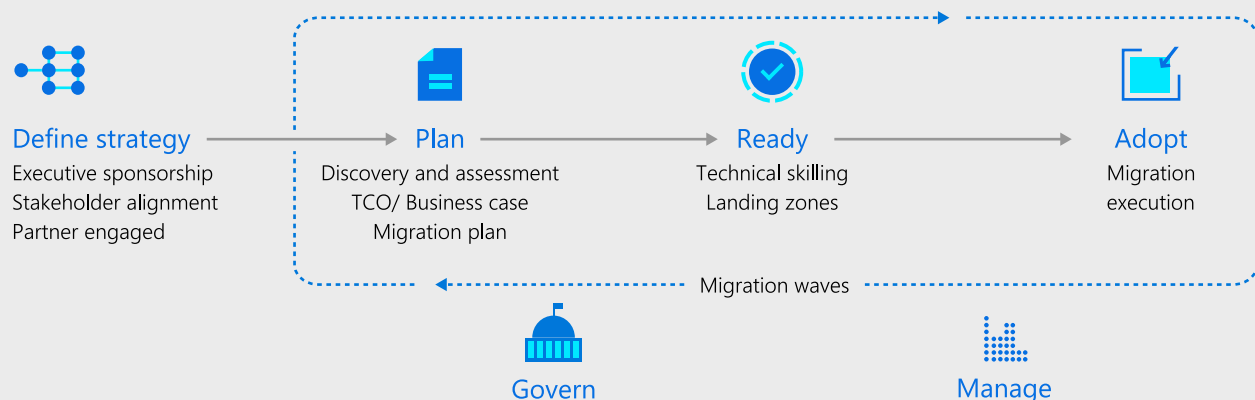 Define strategy
Executive sponsorship
Stakeholder alignment
Partner engaged
Plan
Discovery and assessment
TCO/ Business case
Migration plan
Ready
Technical skilling
Landing zones
Adopt
Migration
execution
Migration waves
Govern
Manage